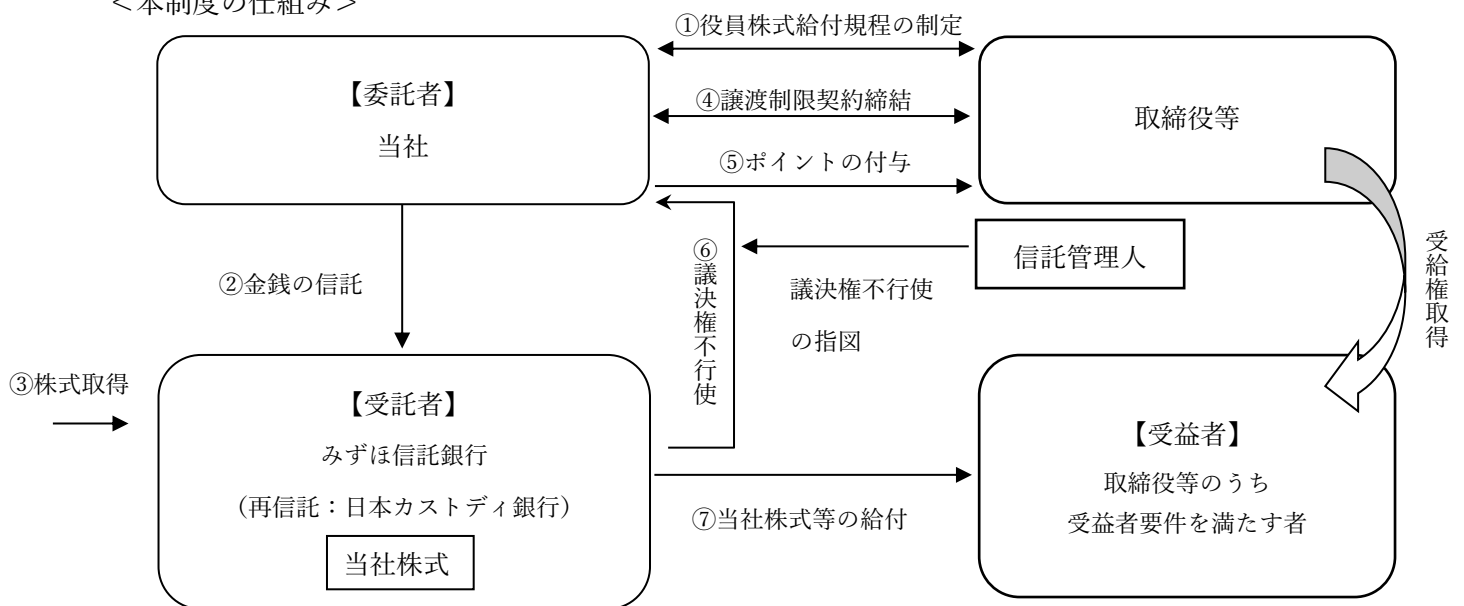 ＜本制度の仕組み＞
①役員株式給付規程の制定
【委託者】
当社
④譲渡制限契約締結
取締役等
⑤ポイントの付与
②金銭の信託
⑥議決権不行使
信託管理人
議決権不行使
の指図
受給権取得
③株式取得
【受託者】
みずほ信託銀行
（再信託：日本カストディ銀行）
当社株式
⑦当社株式等の給付
【受益者】
取締役等のうち
受益者要件を満たす者